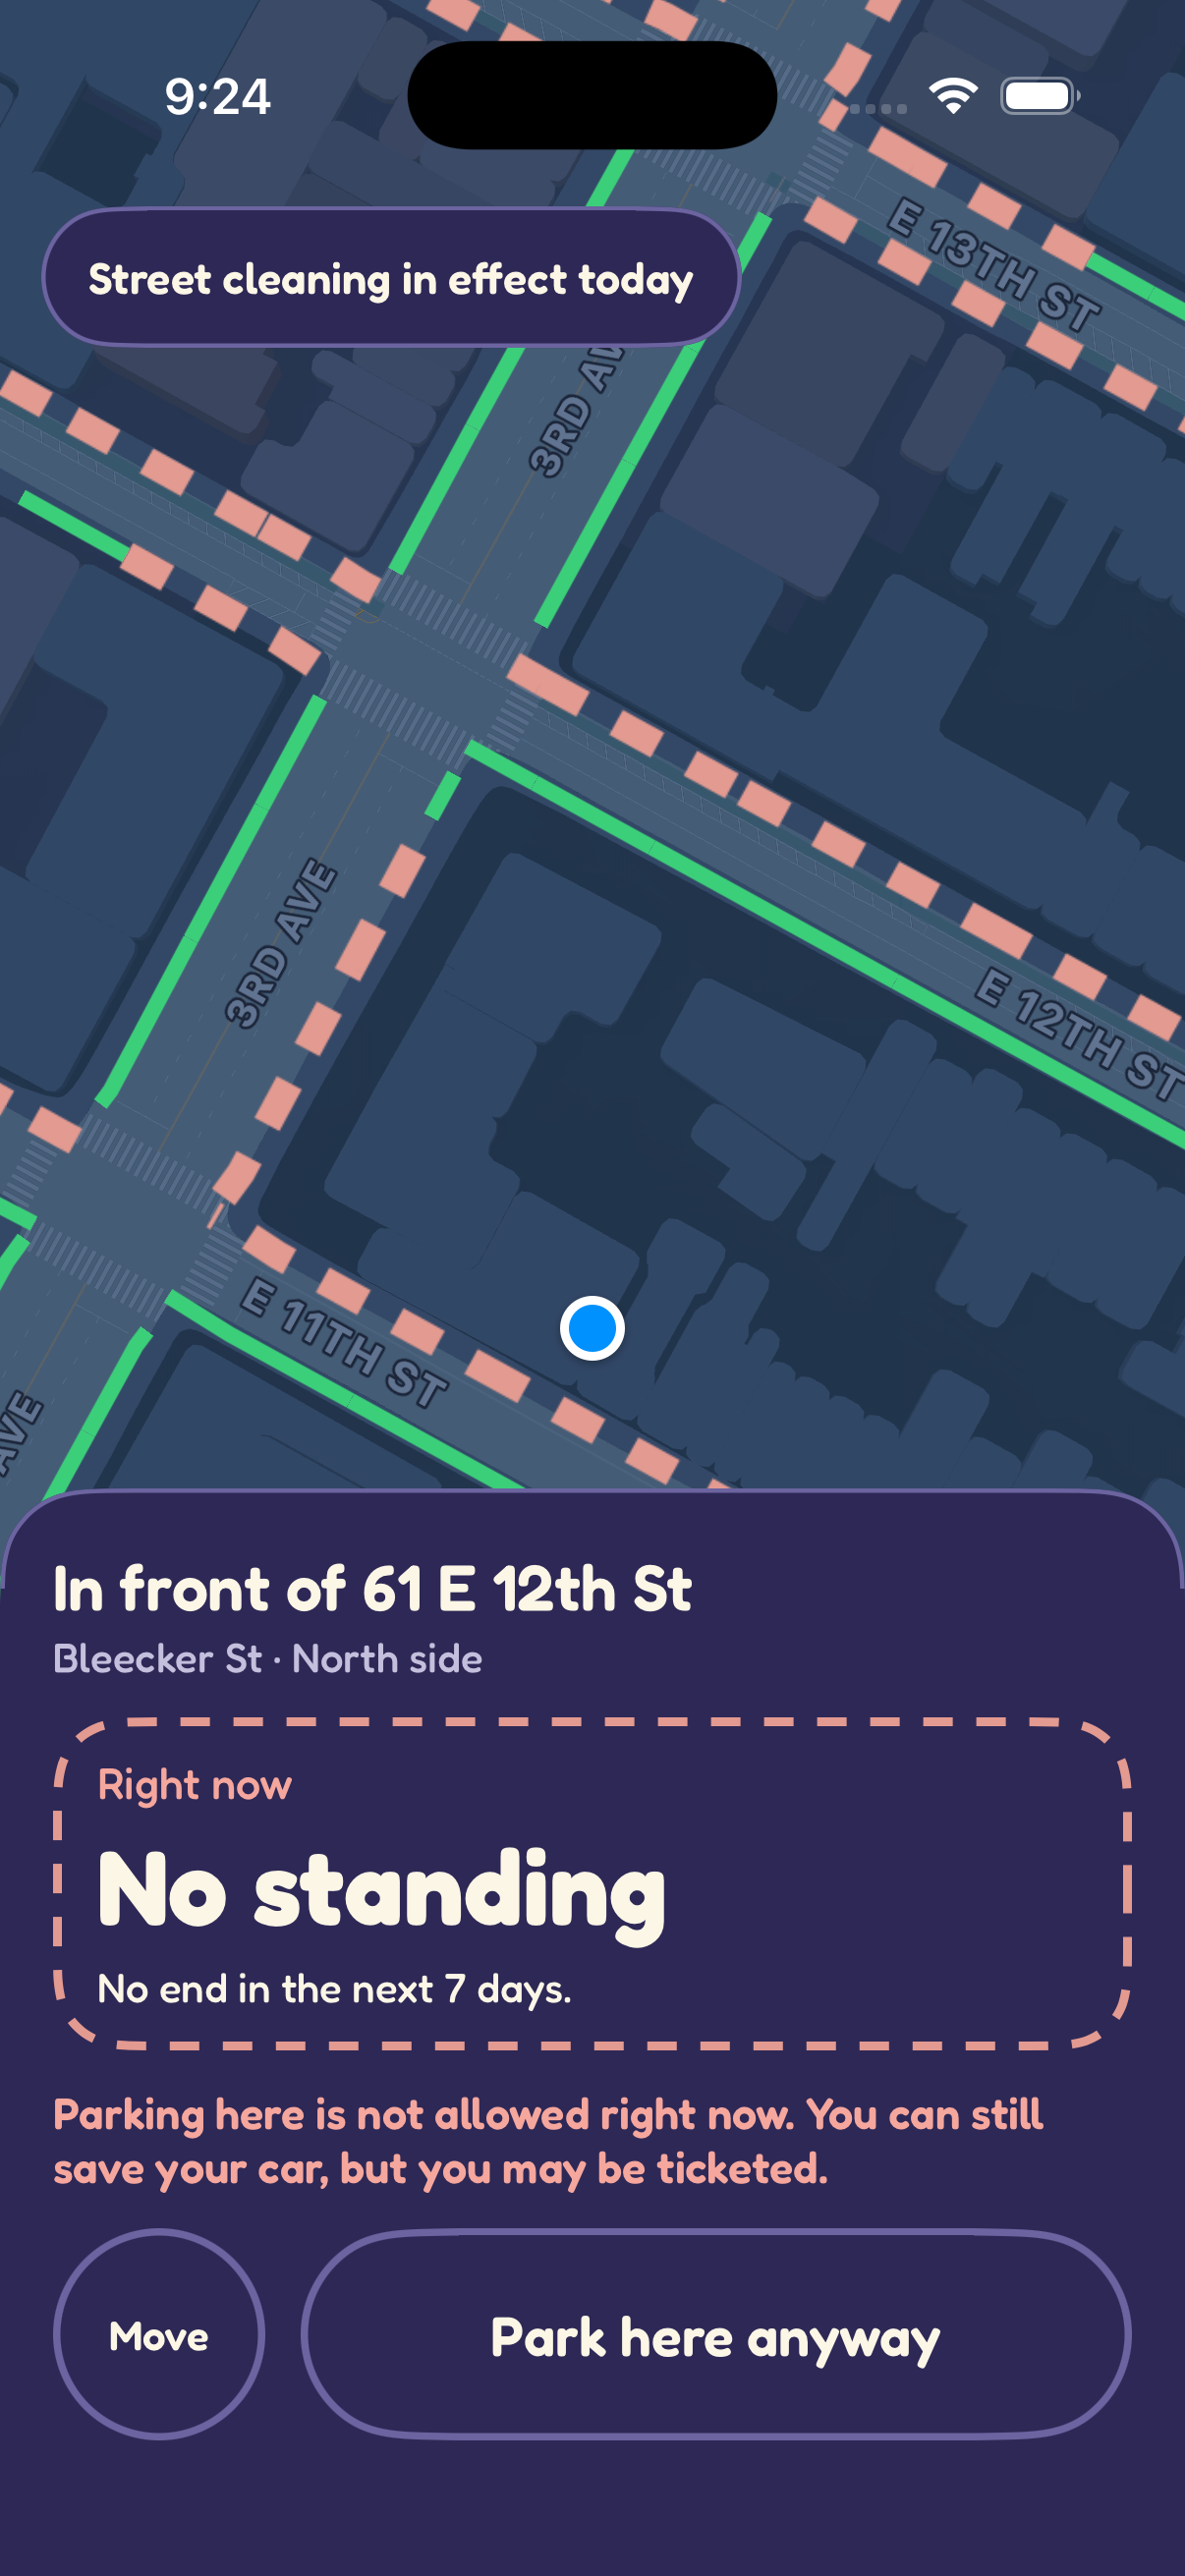 9:24
E 13TH ST
Street cleaning in effect today
3RD AV
3RD AVE
E 12TH ST
E 11TH ST
AVE
In front of 61 E 12th St
Bleecker St · North side
Right now
No standing
No end in the next 7 days.
Parking here is not allowed right now. You can still
save your car, but you may be ticketed.
Move
Park here anyway